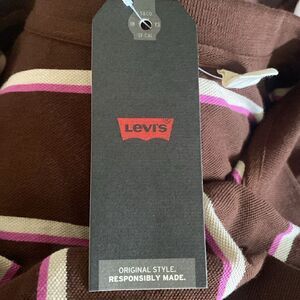 LEVI'S
ORIGINAL STYLE.
RESPONSIBLY MADE.